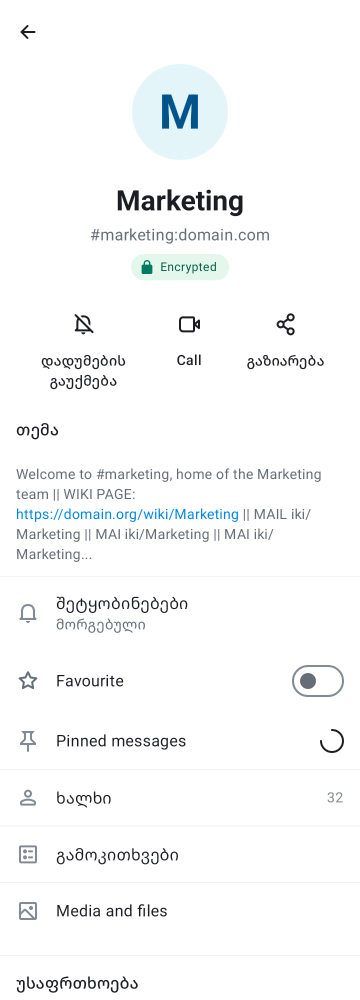 M
Marketing
#marketing:domain.com
Encrypted
დადუმების
გაუქმება
Call
გაზიარება
თემა
Welcome to #marketing, home of the Marketing
team || WIKI PAGE:
https://domain.org/wiki/Marketing || MAIL iki/
Marketing || MAI iki/Marketing || MAI iki/
Marketing...
შეტყობინებები
მორგებული
Favourite
Pinned messages
ხალხი
32
გამოკითხვები
Media and files
უსაფრთხოება